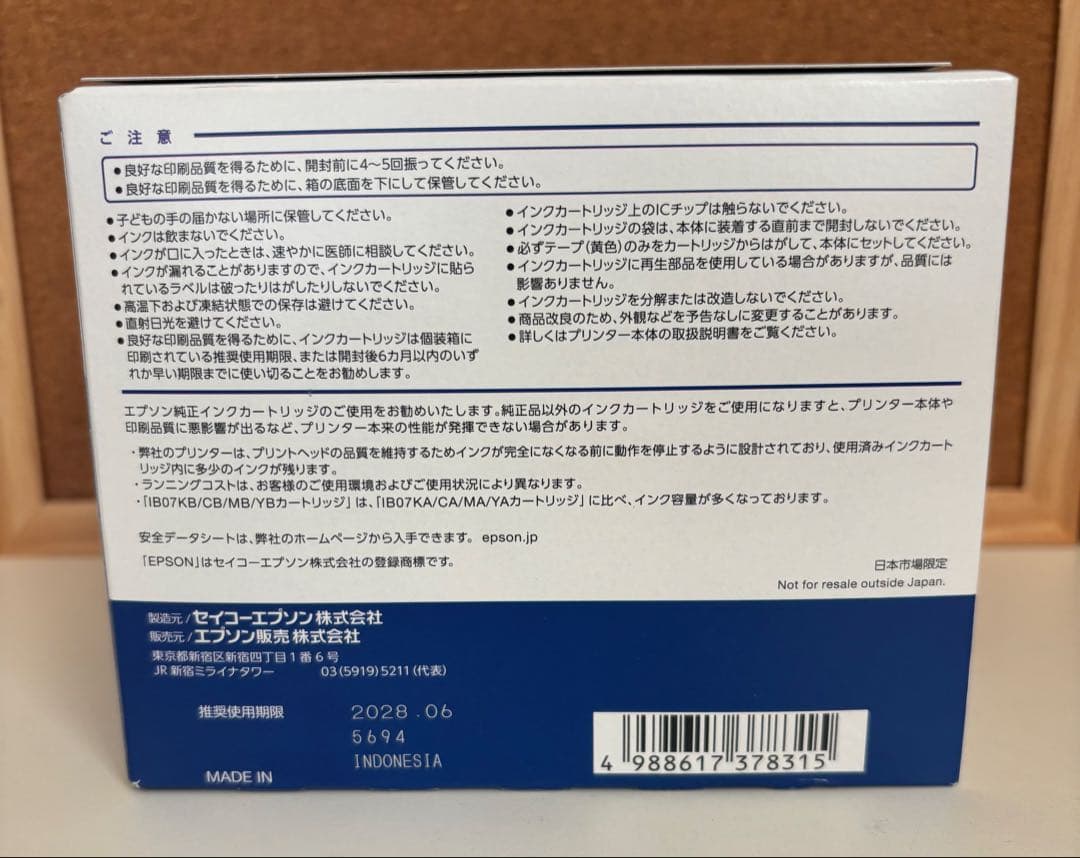 ご注意
●良好な印刷品質を得るために、開封前に4～5回振ってください。
●良好な印刷品質を得るために、箱の底面を下にして保管してください。
●子どもの手の届かない場所に保管してください。
●インクは飲まないでください。
●インクが口に入ったときは、速やかに医師に相談してください。
●インクが漏れることがありますので、インクカートリッジに貼ら
れているラベルは破ったりはがしたりしないでください。
●高温下および凍結状態での保存は避けてください。
●直射日光を避けてください。
●良好な印刷品質を得るために、インクカートリッジは個装箱に
印刷されている推奨使用期限、または開封後6カ月以内のいず
れか早い期限までに使い切ることをお勧めします。
●インクカートリッジ上のICチップは触らないでください。
●インクカートリッジの袋は、本体に装着する直前まで開封しないでください。
●必ずテープ(黄色)のみをカートリッジからはがして、本体にセットしてください。
●インクカートリッジに再生部品を使用している場合がありますが、品質には
影響ありません。
●インクカートリッジを分解または改造しないでください。
●商品改良のため、外観などを予告なしに変更することがあります。
●詳しくはプリンター本体の取扱説明書をご覧ください。
エプソン純正インクカートリッジのご使用をお勧めいたします。純正品以外のインクカートリッジをご使用になりますと、プリンター本体や
印刷品質に悪影響が出るなど、プリンター本来の性能が発揮できない場合があります。
・弊社のプリンターは、プリントヘッドの品質を維持するためインクが完全になくなる前に動作を停止するように設計されており、使用済みインクカート
リッジ内に多少のインクが残ります。
・ランニングコストは、お客様のご使用環境およびご使用状況により異なります。
・「IB07KB/CB/MB/YBカートリッジ」は、「IB07KA/CA/MA/YAカートリッジ」に比べ、インク容量が多くなっております。
安全データシートは、弊社のホームページから入手できます。 epson.jp
「EPSON」はセイコーエプソン株式会社の登録商標です。
日本市場限定
Not for resale outside Japan.
製造元/セイコーエプソン株式会社
販売元/エプソン販売株式会社
東京都新宿区新宿四丁目1番6号
JR新宿ミライナタワー 03(5919)5211(代表)
推奨使用期限 2028.06
5694
INDONESIA
MADE IN
4 988617 378315